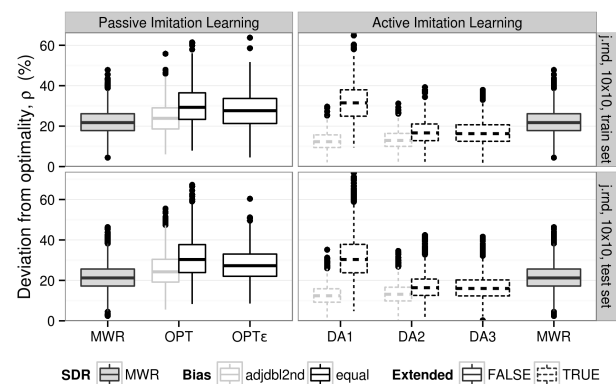 Passive Imitation Learning
Active Imitation Learning
Deviation from optimality, ρ (%)
60
40
20
0
j.rnd, 10x10, train set
60
40
20
0
j.rnd, 10x10, test set
MWR OPT OPTε DA1 DA2 DA3 MWR
SDR MWR Bias adjdbl2nd equal Extended FALSE TRUE